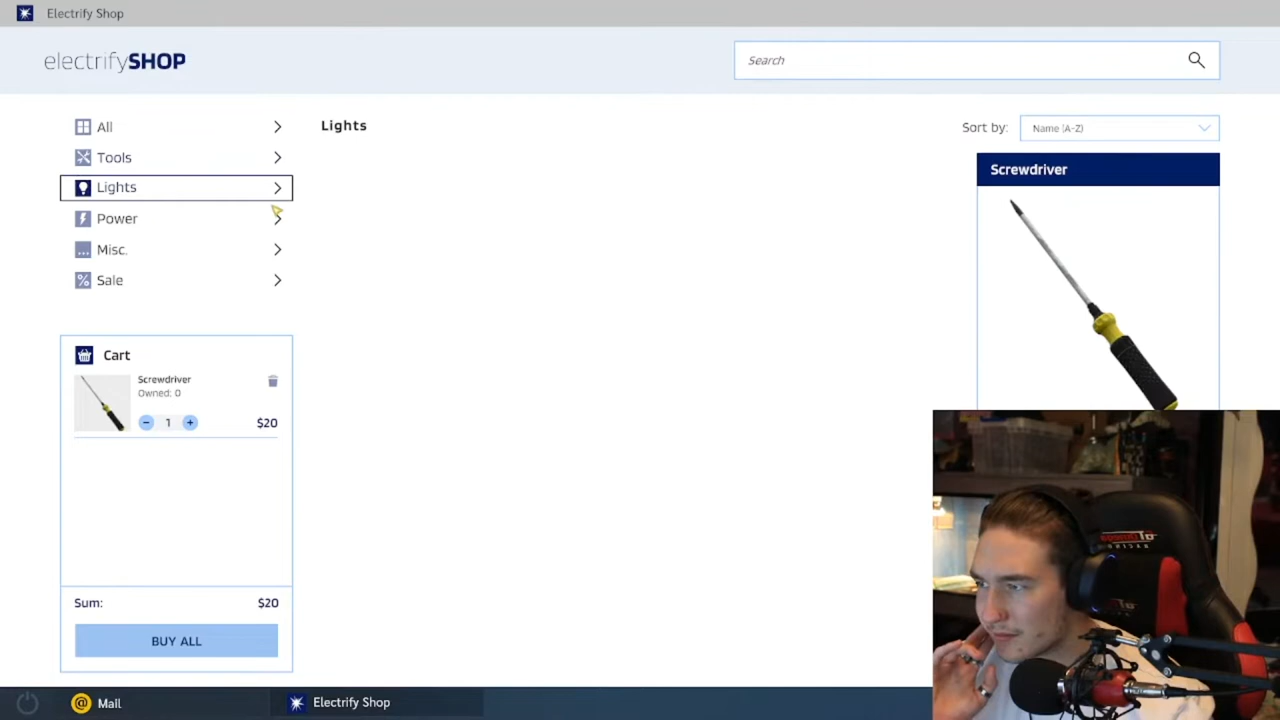 Electrify Shop
electrifySHOP
Search
All
Tools
Lights
Power
Misc.
Sale
Lights
Sort by:
Name (A-Z)
Screwdriver
Cart
Screwdriver
Owned: 0
1
$20
Sum:
$20
BUY ALL
Mail
Electrify Shop
RACING